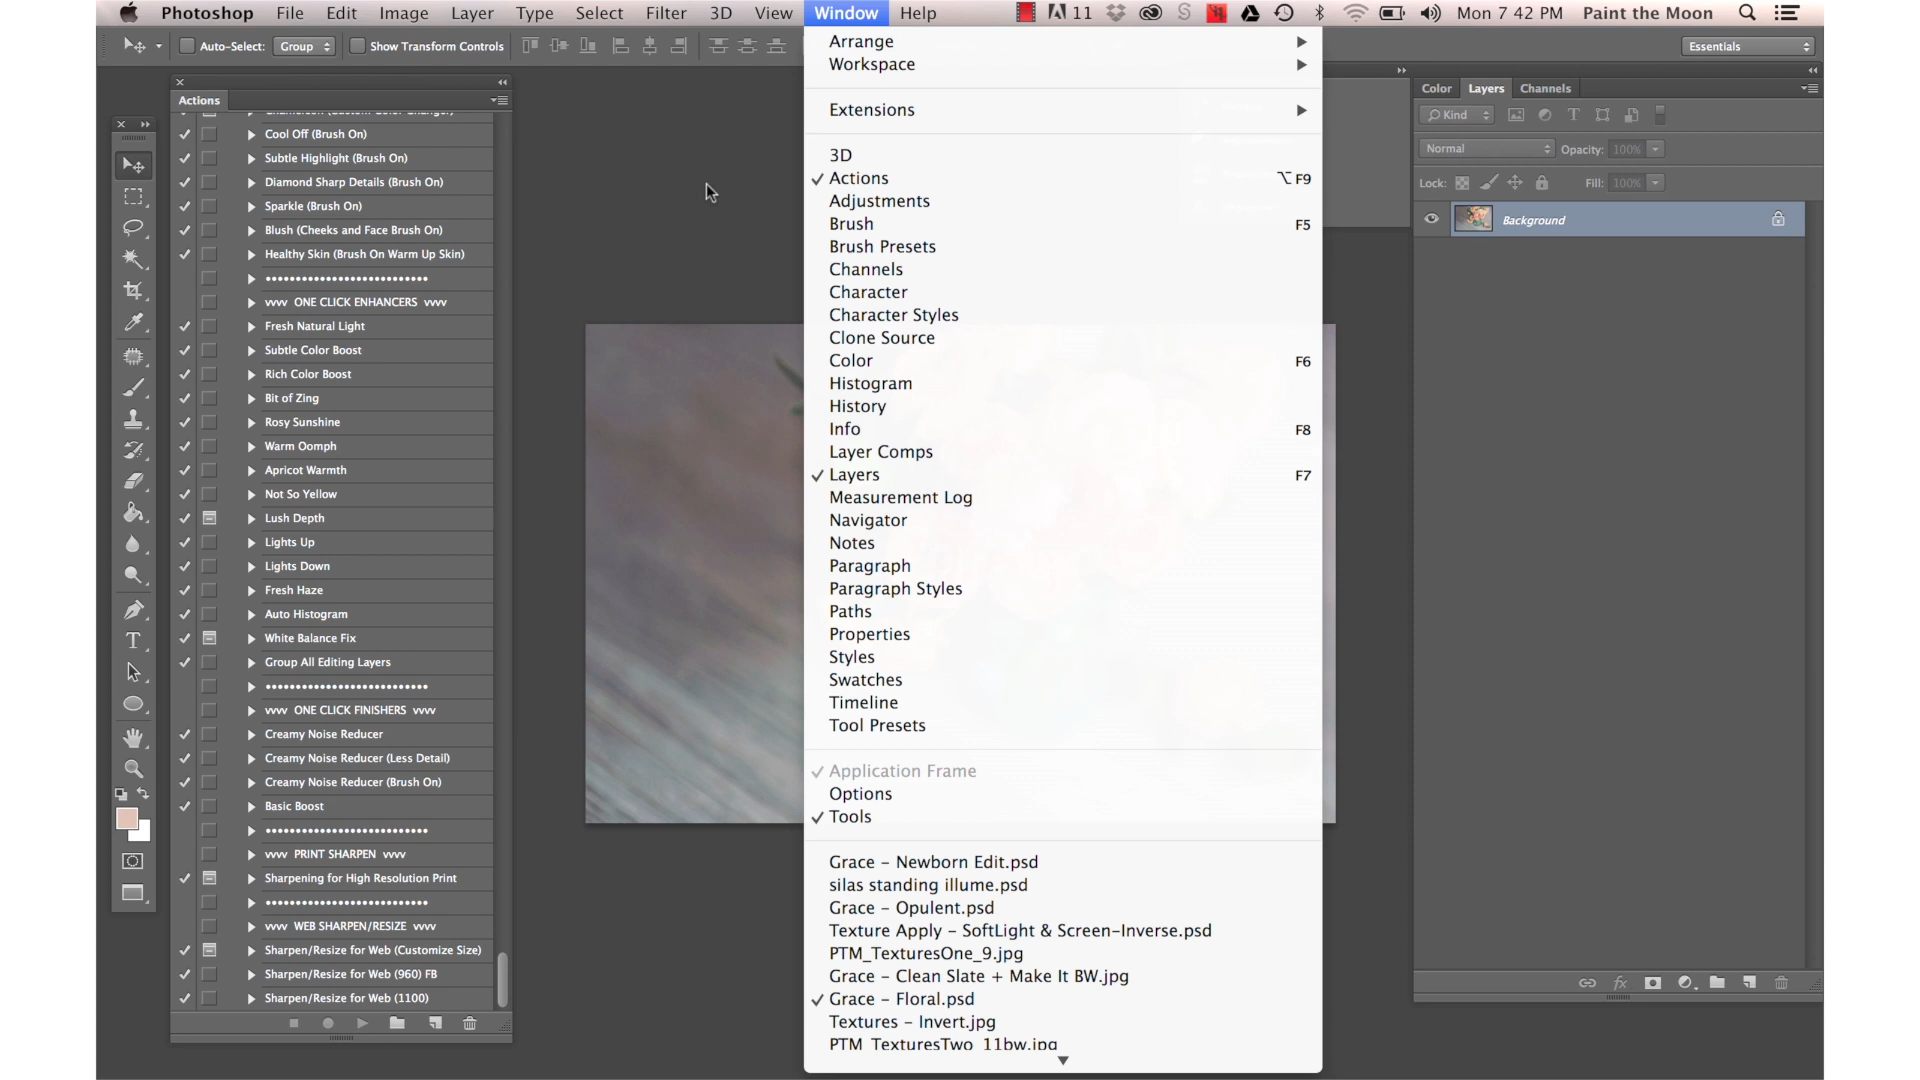 Photoshop File Edit Image Layer Type Select Filter 3D View Window Help 11 Mon 7 42 PM Paint the Moon
Auto-Select: Group Show Transform Controls Essentials
Actions
Cool Off (Brush On)
Subtle Highlight (Brush On)
Diamond Sharp Details (Brush On)
Sparkle (Brush On)
Blush (Cheeks and Face Brush On)
Healthy Skin (Brush On Warm Up Skin)
••••••••••••••••••••••••••••
vvvv ONE CLICK ENHANCERS vvvv
Fresh Natural Light
Subtle Color Boost
Rich Color Boost
Bit of Zing
Rosy Sunshine
Warm Oomph
Apricot Warmth
Not So Yellow
Lush Depth
Lights Up
Lights Down
Fresh Haze
Auto Histogram
White Balance Fix
Group All Editing Layers
••••••••••••••••••••••••••••
vvvv ONE CLICK FINISHERS vvvv
Creamy Noise Reducer
Creamy Noise Reducer (Less Detail)
Creamy Noise Reducer (Brush On)
Basic Boost
••••••••••••••••••••••••••••
vvvv PRINT SHARPEN vvvv
Sharpening for High Resolution Print
••••••••••••••••••••••••••••
vvvv WEB SHARPEN/RESIZE vvvv
Sharpen/Resize for Web (Customize Size)
Sharpen/Resize for Web (960) FB
Sharpen/Resize for Web (1100)
Arrange
Workspace
Extensions
3D
✓ Actions ⌥F9
Adjustments
Brush F5
Brush Presets
Channels
Character
Character Styles
Clone Source
Color F6
Histogram
History
Info F8
Layer Comps
✓ Layers F7
Measurement Log
Navigator
Notes
Paragraph
Paragraph Styles
Paths
Properties
Styles
Swatches
Timeline
Tool Presets
✓ Application Frame
Options
✓ Tools
Grace – Newborn Edit.psd
silas standing illume.psd
Grace – Opulent.psd
Texture Apply – SoftLight & Screen-Inverse.psd
PTM_TexturesOne_9.jpg
Grace – Clean Slate + Make It BW.jpg
✓ Grace – Floral.psd
Textures – Invert.jpg
PTM_TexturesTwo_11bw.jpg
Color Layers Channels
Kind
Normal Opacity: 100%
Lock: Fill: 100%
Background
fx